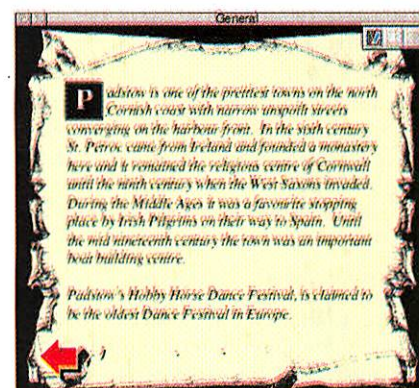 General
Padstow is one of the prettiest towns on the north
Cornish coast with narrow unspoilt streets
converging on the harbour front. In the sixth century
St. Petroc came from Ireland and founded a monastery
here and it remained the religious centre of Cornwall
until the ninth century when the West Saxons invaded.
During the Middle Ages it was a favourite stopping
place by Irish Pilgrims on their way to Spain. Until
the mid nineteenth century the town was an important
boat building centre.
Padstow's Hobby Horse Dance Festival, is claimed to
be the oldest Dance Festival in Europe.